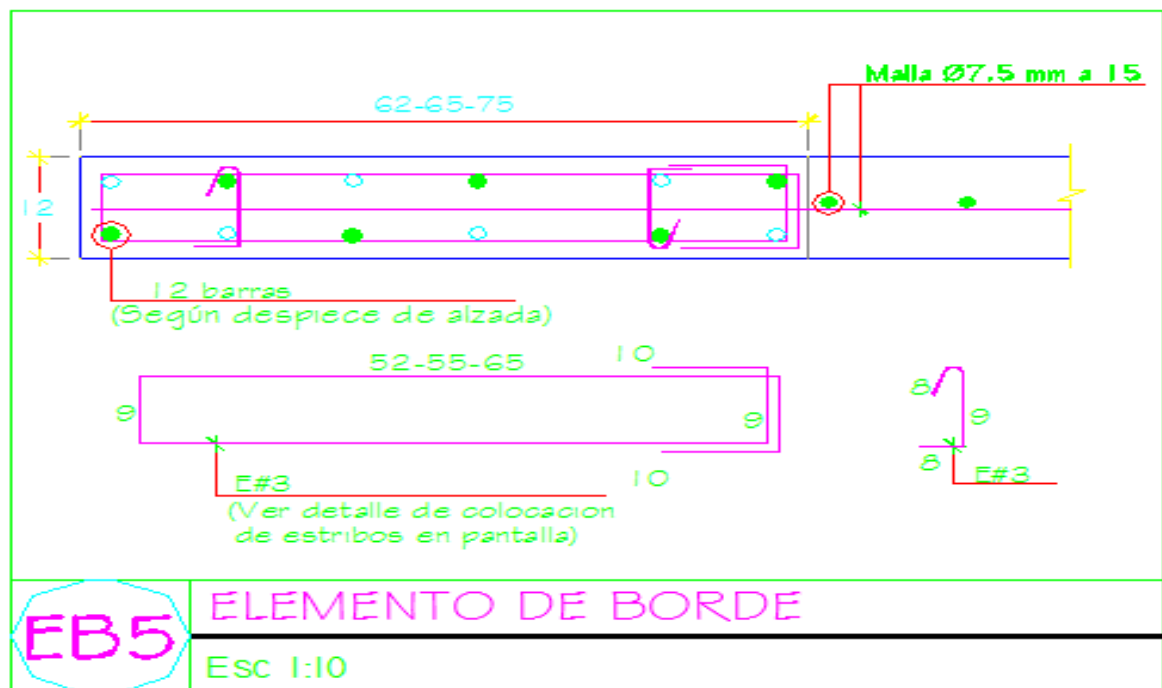 Malla Ø7.5 mm a 15
62-65-75
12
12 barras
(Según despiece de alzada)
52-55-65
10
9
9
10
E#3
(Ver detalle de colocacion
de estribos en pantalla)
8
9
8
E#3
EB5
ELEMENTO DE BORDE
Esc 1:10